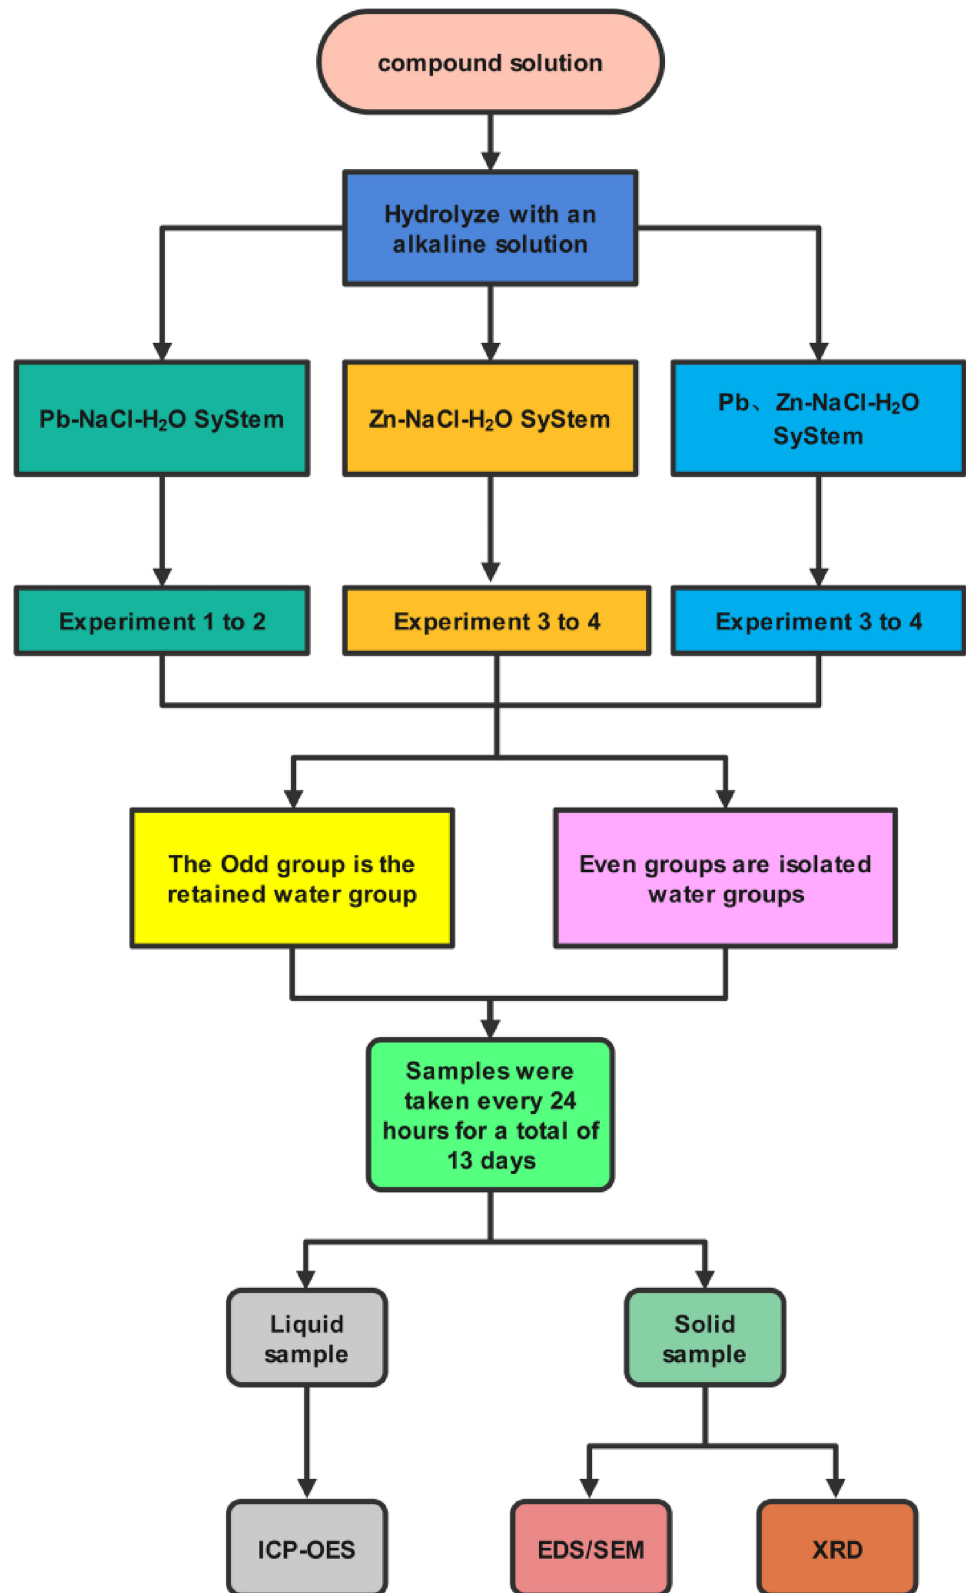 compound solution
Hydrolyze with an
alkaline solution
Pb-NaCl-H₂O SyStem
Zn-NaCl-H₂O SyStem
Pb、Zn-NaCl-H₂O
SyStem
Experiment 1 to 2
Experiment 3 to 4
Experiment 3 to 4
The Odd group is the
retained water group
Even groups are isolated
water groups
Samples were
taken every 24
hours for a total of
13 days
Liquid
sample
Solid
sample
ICP-OES
EDS/SEM
XRD